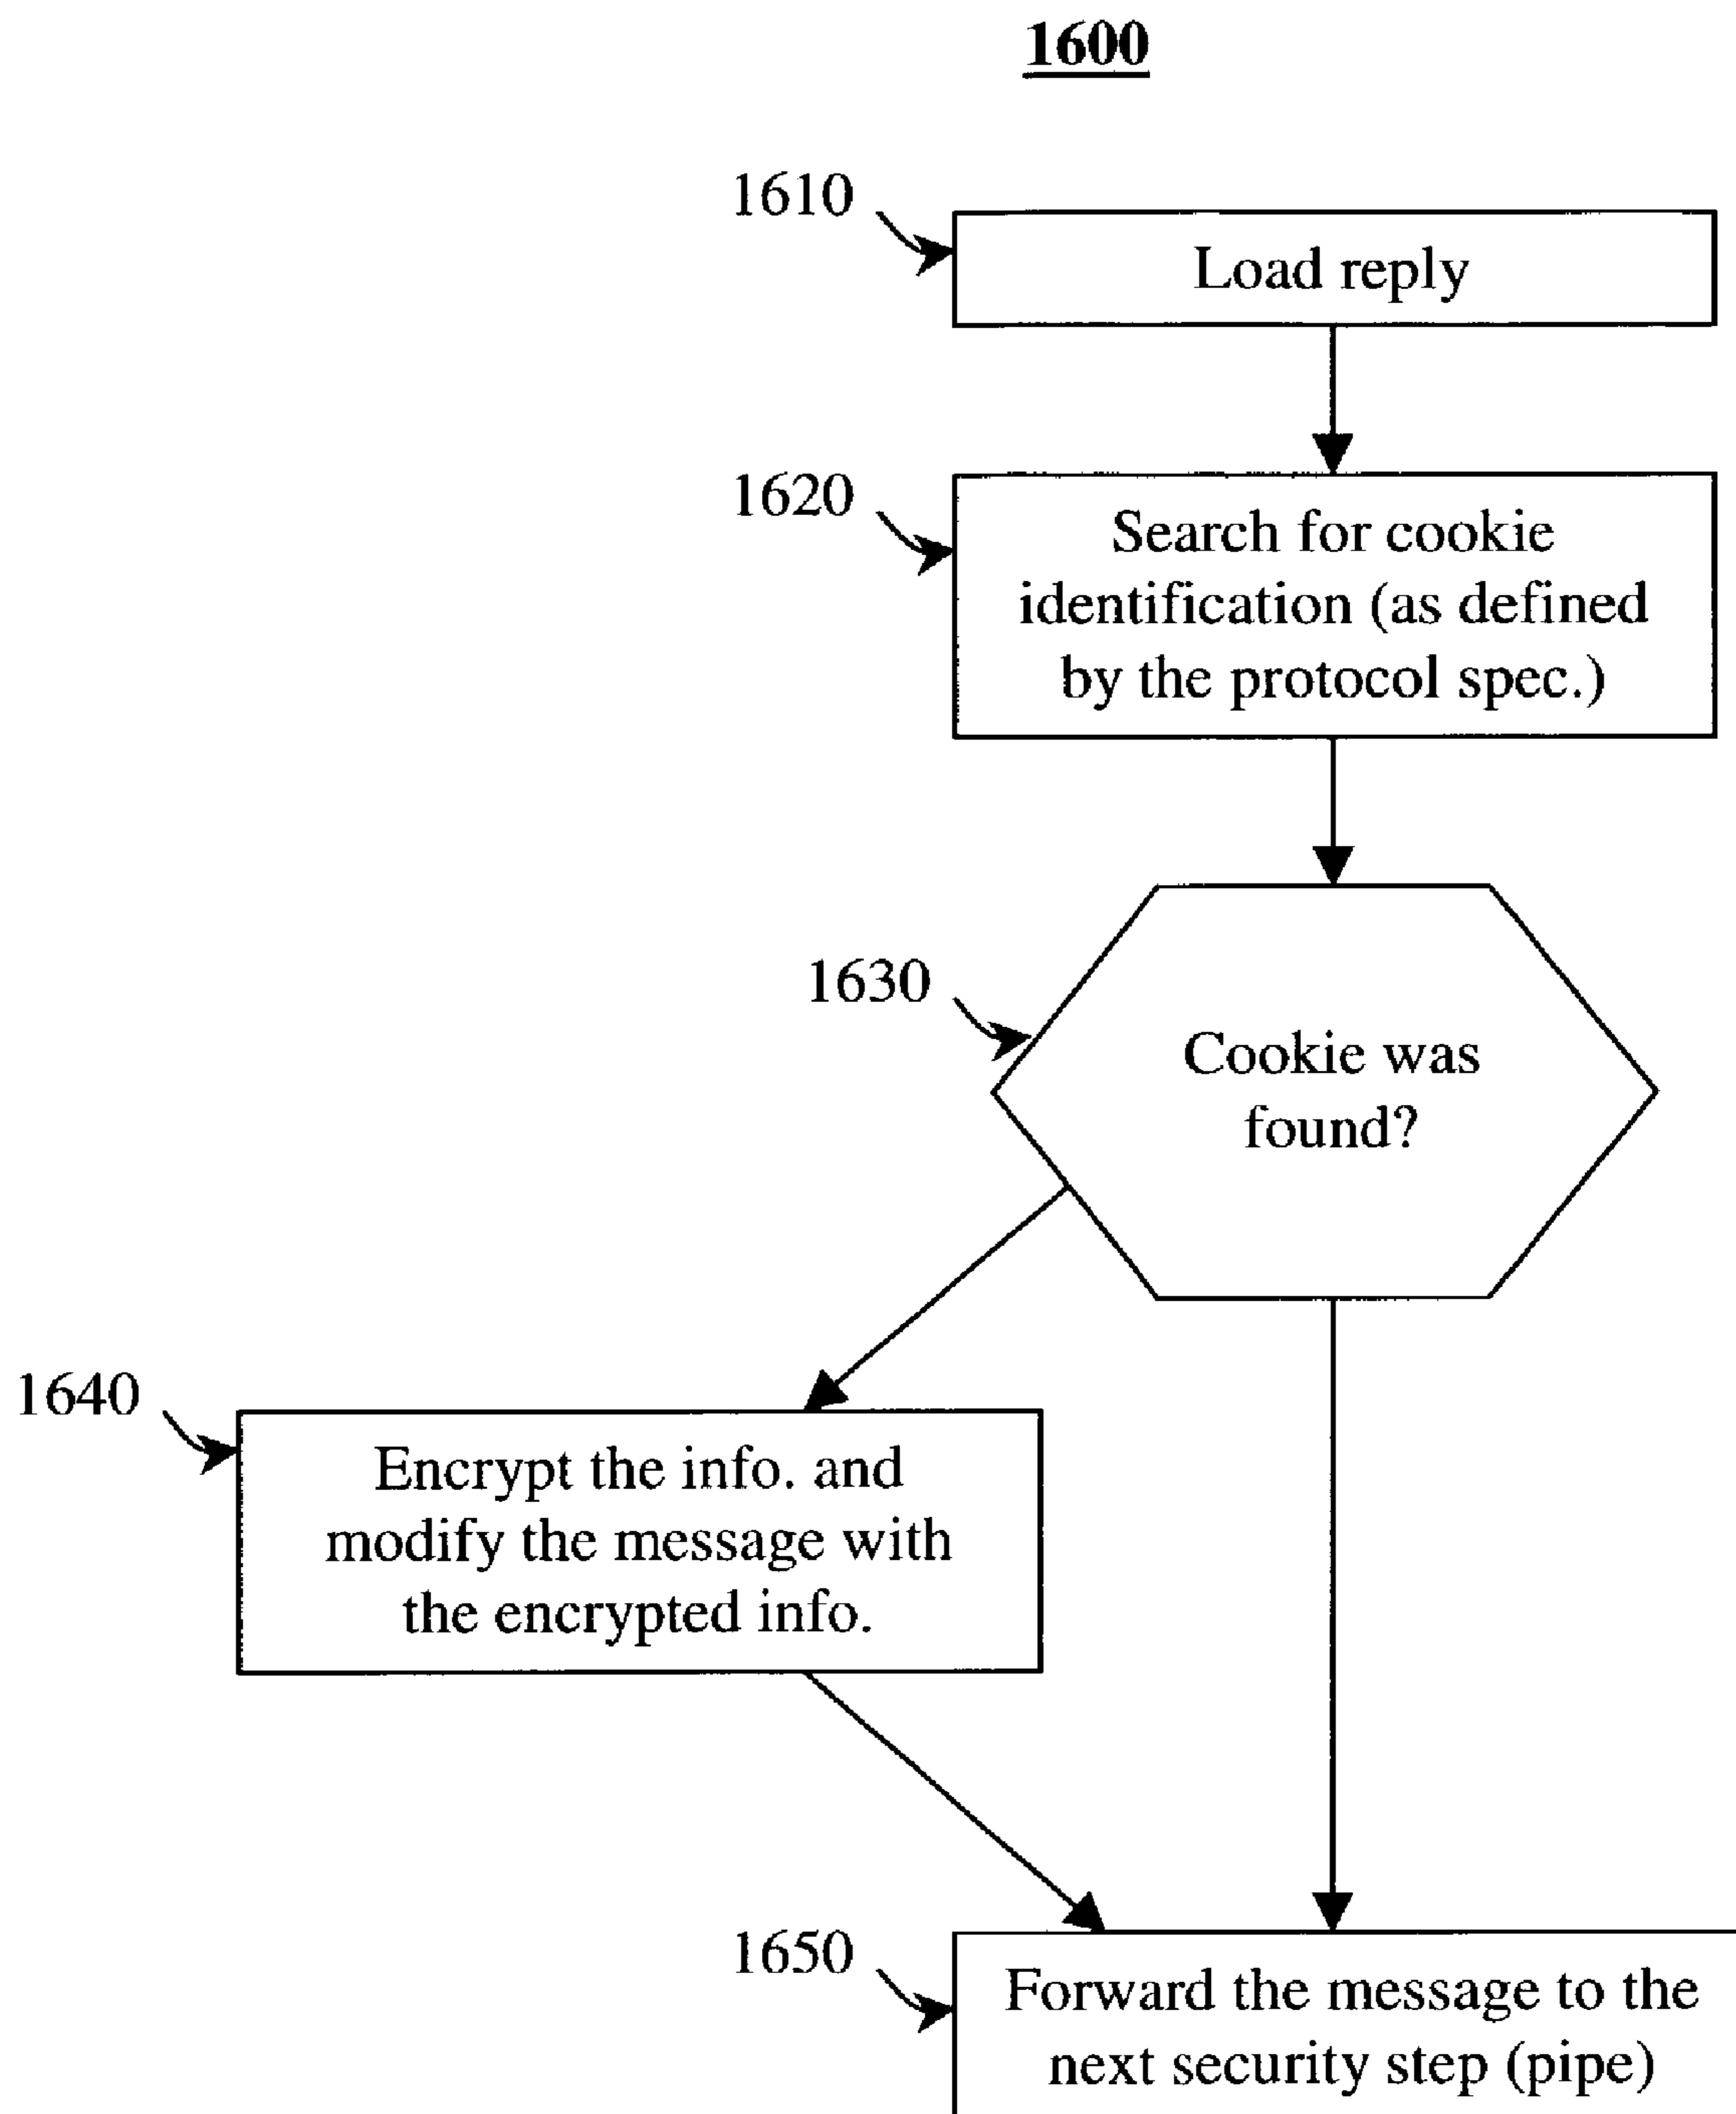 1600
1610
Load reply
1620
Search for cookie
identification (as defined
by the protocol spec.)
1630
Cookie was
found?
1640
Encrypt the info. and
modify the message with
the encrypted info.
1650
Forward the message to the
next security step (pipe)